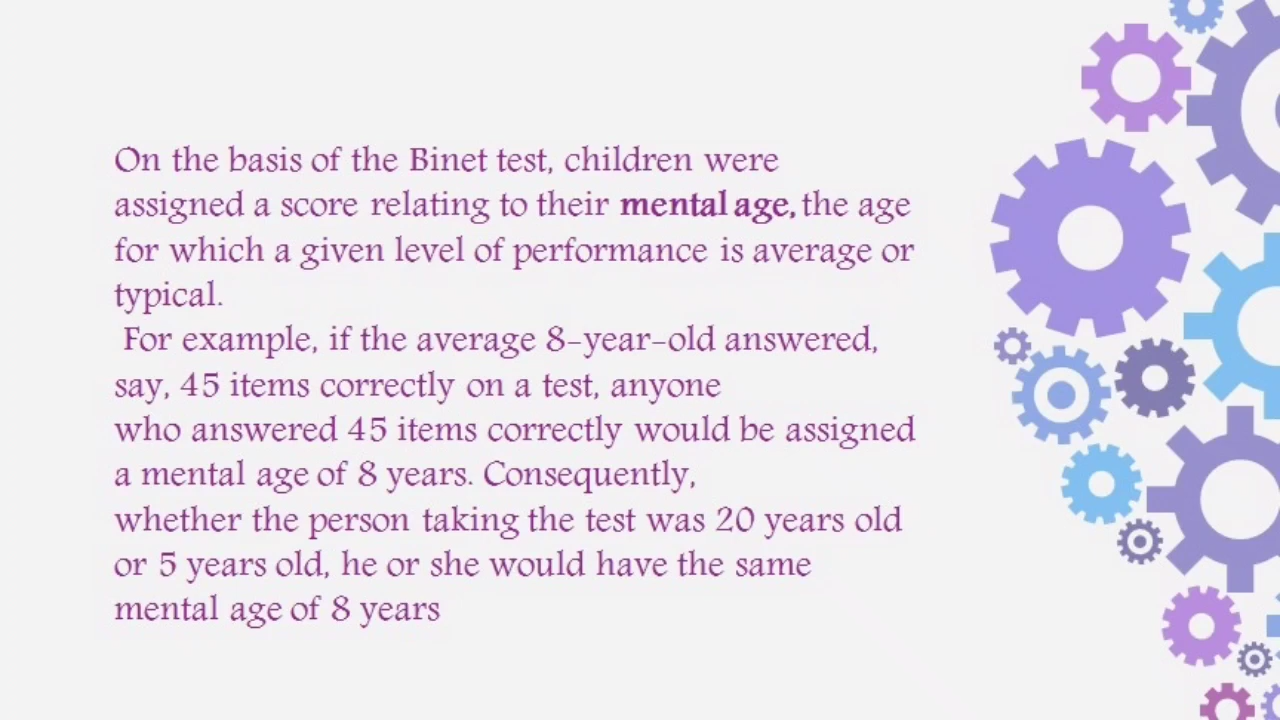 On the basis of the Binet test, children were
assigned a score relating to their mental age, the age
for which a given level of performance is average or
typical.
For example, if the average 8-year-old answered,
say, 45 items correctly on a test, anyone
who answered 45 items correctly would be assigned
a mental age of 8 years. Consequently,
whether the person taking the test was 20 years old
or 5 years old, he or she would have the same
mental age of 8 years